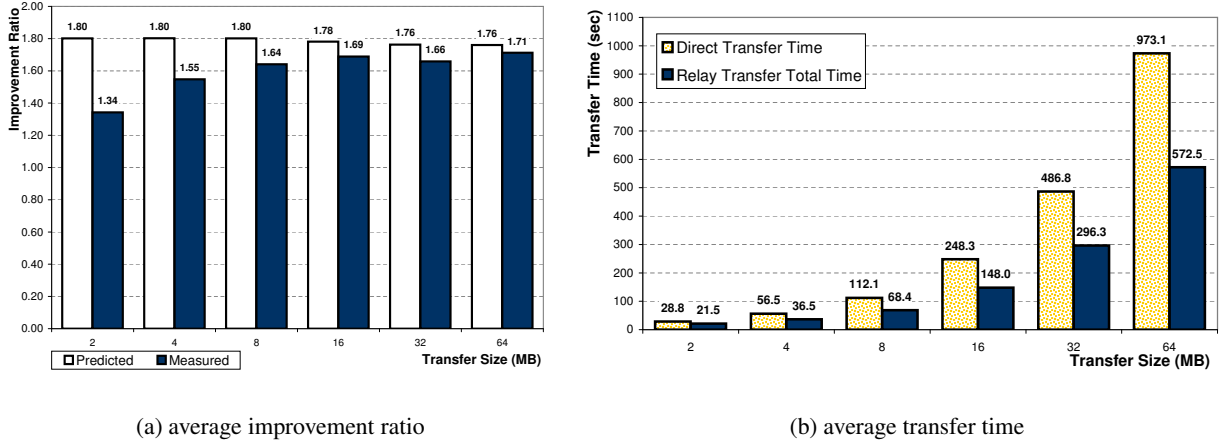 2.00
1.80
1.60
1.40
1.20
1.00
0.80
0.60
0.40
0.20
0.00
Improvement Ratio
1.80 1.80 1.80 1.78 1.76 1.76
1.34 1.55 1.64 1.69 1.66 1.71
2 4 8 16 32 64
Predicted Measured
Transfer Size (MB)
(a) average improvement ratio
1100
1000
900
800
700
600
500
400
300
200
100
0
Transfer Time (sec)
Direct Transfer Time
Relay Transfer Total Time
28.8 21.5 56.5 36.5 112.1 68.4 248.3 148.0 486.8 296.3 973.1 572.5
2 4 8 16 32 64
Transfer Size (MB)
(b) average transfer time